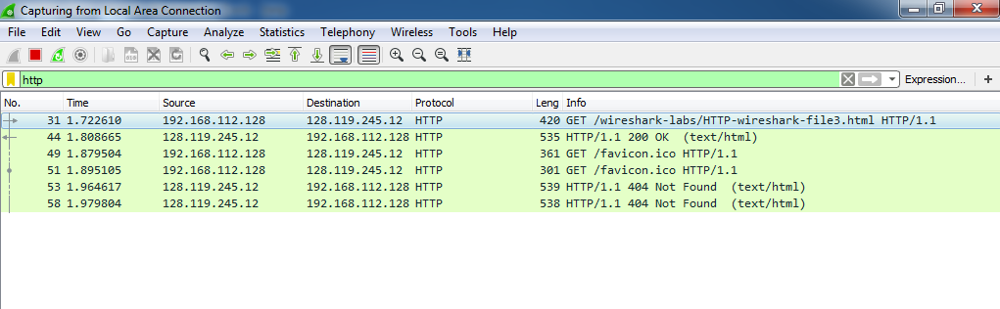 Capturing from Local Area Connection
File Edit View Go Capture Analyze Statistics Telephony Wireless Tools Help
http Expression... +
No. Time Source Destination Protocol Leng Info
31 1.722610 192.168.112.128 128.119.245.12 HTTP 420 GET /wireshark-labs/HTTP-wireshark-file3.html HTTP/1.1
44 1.808665 128.119.245.12 192.168.112.128 HTTP 535 HTTP/1.1 200 OK (text/html)
49 1.879504 192.168.112.128 128.119.245.12 HTTP 361 GET /favicon.ico HTTP/1.1
51 1.895105 192.168.112.128 128.119.245.12 HTTP 301 GET /favicon.ico HTTP/1.1
53 1.964617 128.119.245.12 192.168.112.128 HTTP 539 HTTP/1.1 404 Not Found (text/html)
58 1.979804 128.119.245.12 192.168.112.128 HTTP 538 HTTP/1.1 404 Not Found (text/html)